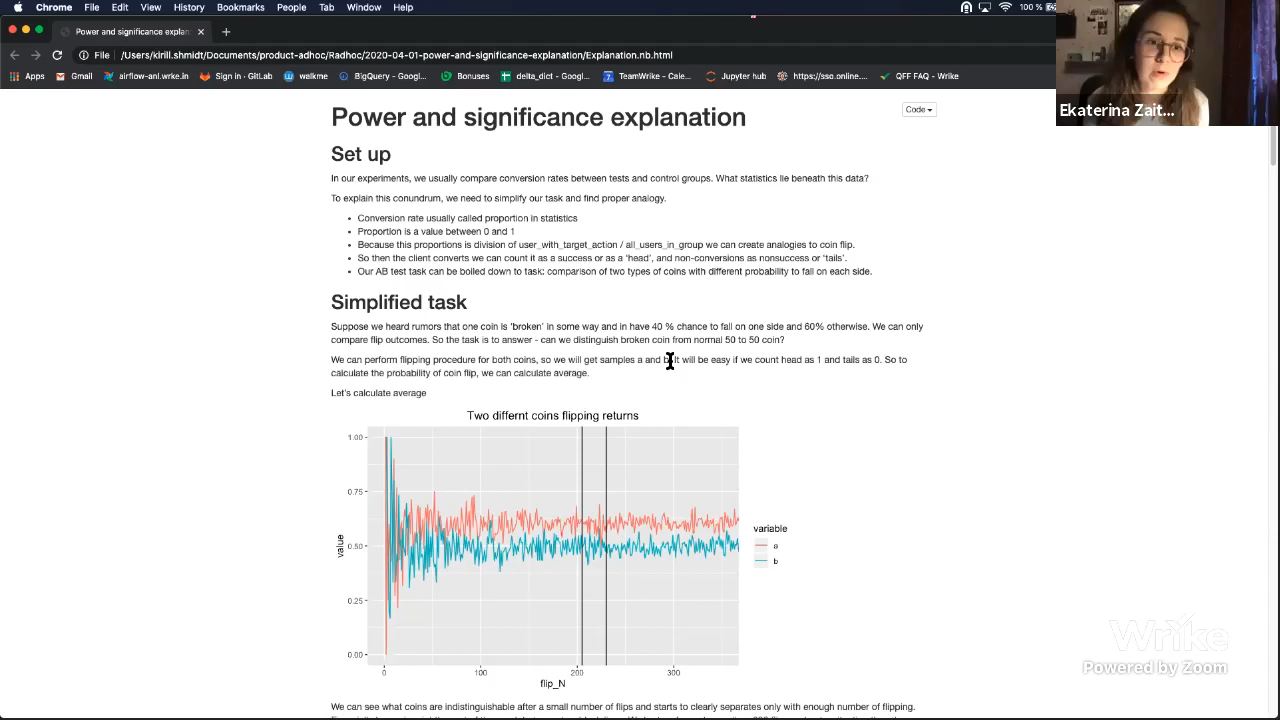 Chrome File Edit View History Bookmarks People Tab Window Help 100 %
Power and significance explan
File /Users/kirill.shmidt/Documents/product-adhoc/Radhoc/2020-04-01-power-and-significance-explanation/Explanation.nb.html
Apps Gmail airflow-anl.wrke.in Sign in · GitLab walkme BigQuery - Googl... Bonuses delta_dict - Googl... TeamWrike - Cale... Jupyter hub https://sso.online.... QFF FAQ - Wrike
Ekaterina Zait...
Power and significance explanation
Code
Set up
In our experiments, we usually compare conversion rates between tests and control groups. What statistics lie beneath this data?
To explain this conundrum, we need to simplify our task and find proper analogy.
• Conversion rate usually called proportion in statistics
• Proportion is a value between 0 and 1
• Because this proportions is division of user_with_target_action / all_users_in_group we can create analogies to coin flip.
• So then the client converts we can count it as a success or as a 'head', and non-conversions as nonsuccess or 'tails'.
• Our AB test task can be boiled down to task: comparison of two types of coins with different probability to fall on each side.
Simplified task
Suppose we heard rumors that one coin is 'broken' in some way and in have 40 % chance to fall on one side and 60% otherwise. We can only
compare flip outcomes. So the task is to answer - can we distinguish broken coin from normal 50 to 50 coin?
We can perform flipping procedure for both coins, so we will get samples a and b. It will be easy if we count head as 1 and tails as 0. So to
calculate the probability of coin flip, we can calculate average.
Let's calculate average
Two differnt coins flipping returns
1.00
0.75
0.50
0.25
0.00
value
0 100 200 300
flip_N
variable
a
b
Wrike
Powered by Zoom
We can see what coins are indistinguishable after a small number of flips and starts to clearly separates only with enough number of flipping.